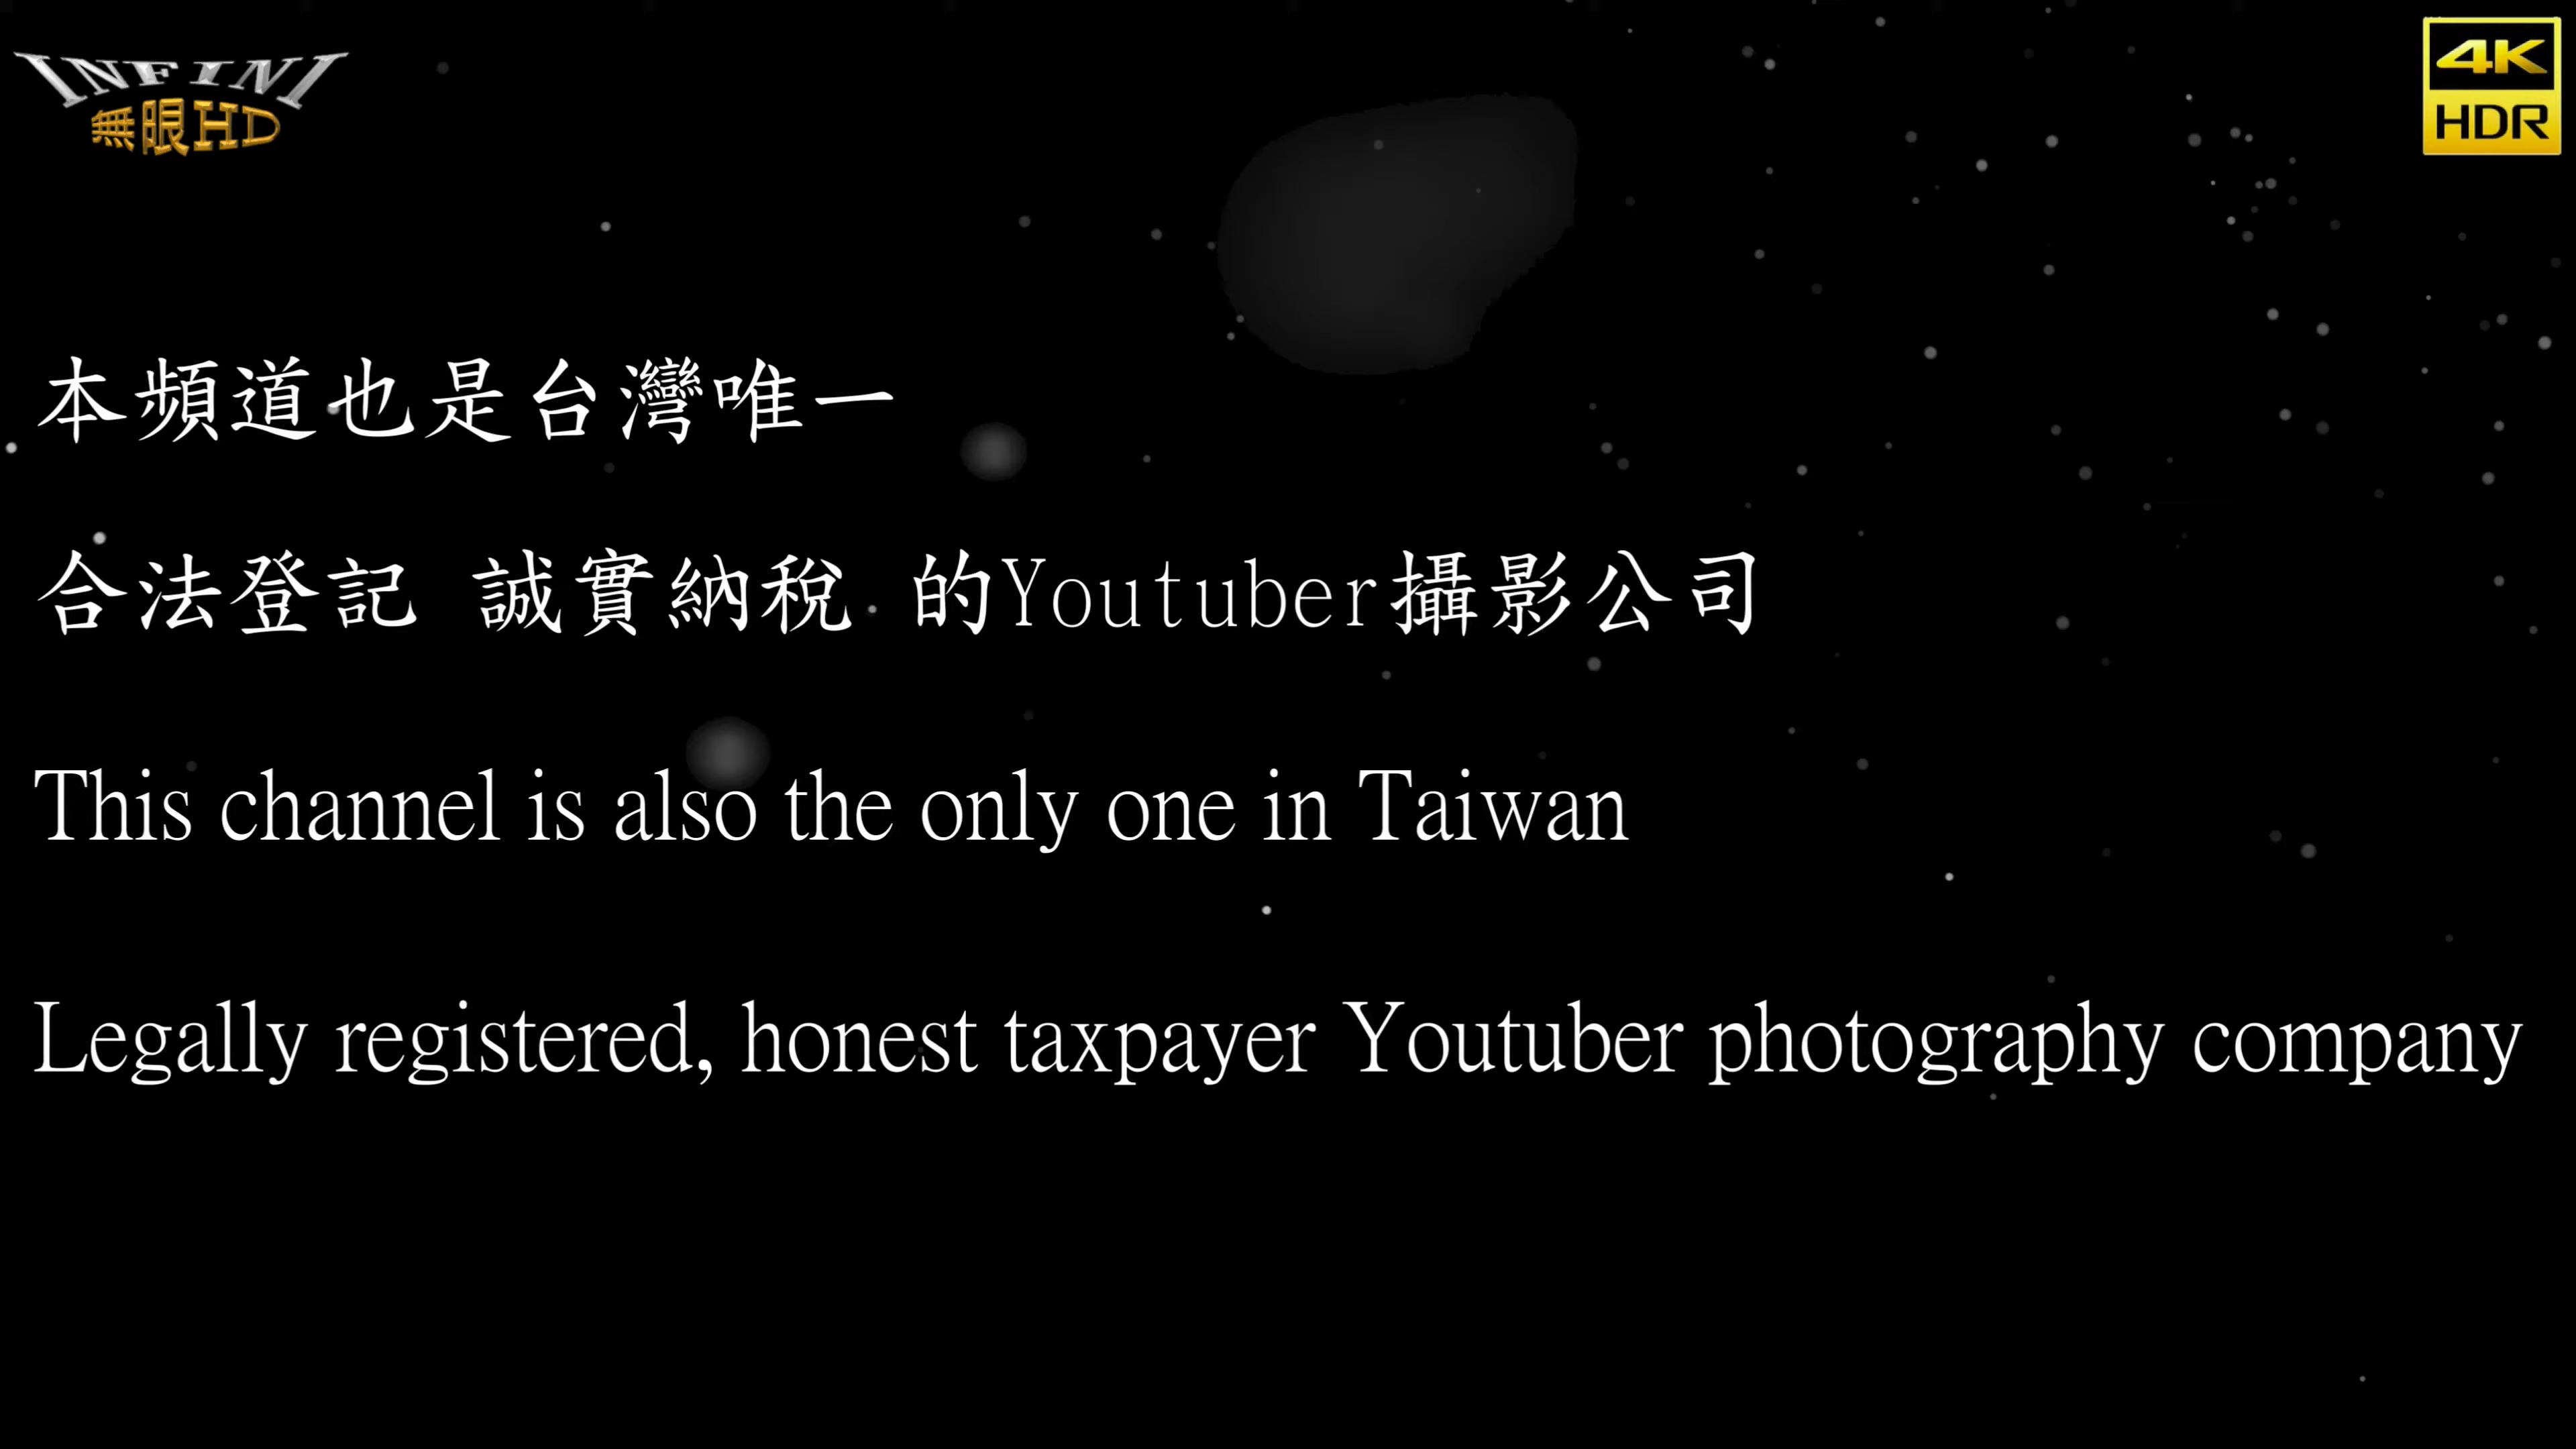 INFINI
無限HD
4K
HDR
本頻道也是台灣唯一
合法登記 誠實納稅 的Youtuber攝影公司
This channel is also the only one in Taiwan
Legally registered, honest taxpayer Youtuber photography company